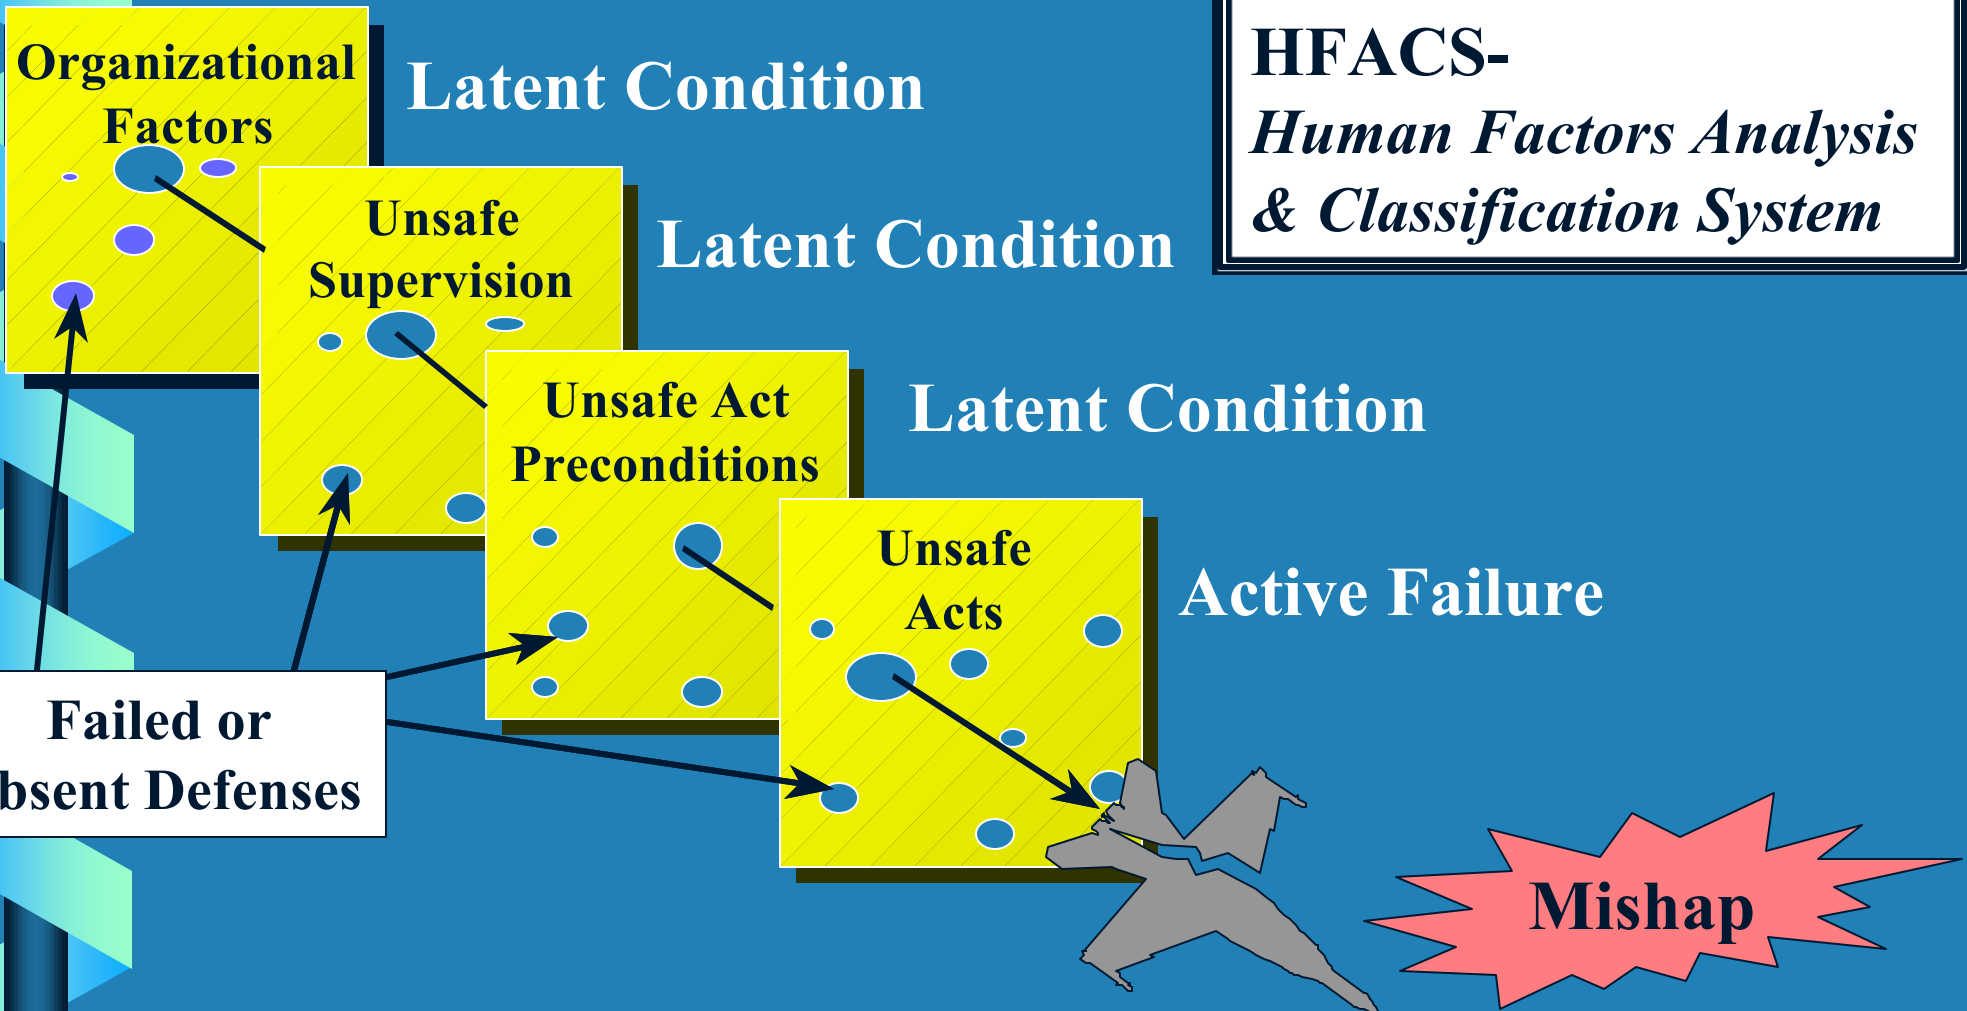 Organizational
Factors
Latent Condition
HFACS-
Human Factors Analysis
& Classification System
Unsafe
Supervision
Latent Condition
Unsafe Act
Preconditions
Latent Condition
Unsafe
Acts
Active Failure
Failed or
bsent Defenses
Mishap